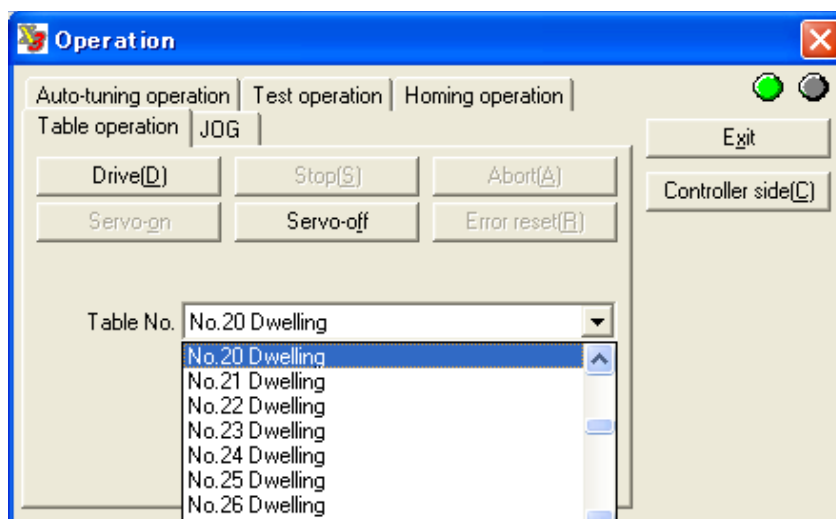 Operation
Auto-tuning operation Test operation Homing operation
Table operation JOG
Exit
Drive(D) Stop(S) Abort(A)
Controller side(C)
Servo-on Servo-off Error reset(R)
Table No. No.20 Dwelling
No.20 Dwelling
No.21 Dwelling
No.22 Dwelling
No.23 Dwelling
No.24 Dwelling
No.25 Dwelling
No.26 Dwelling